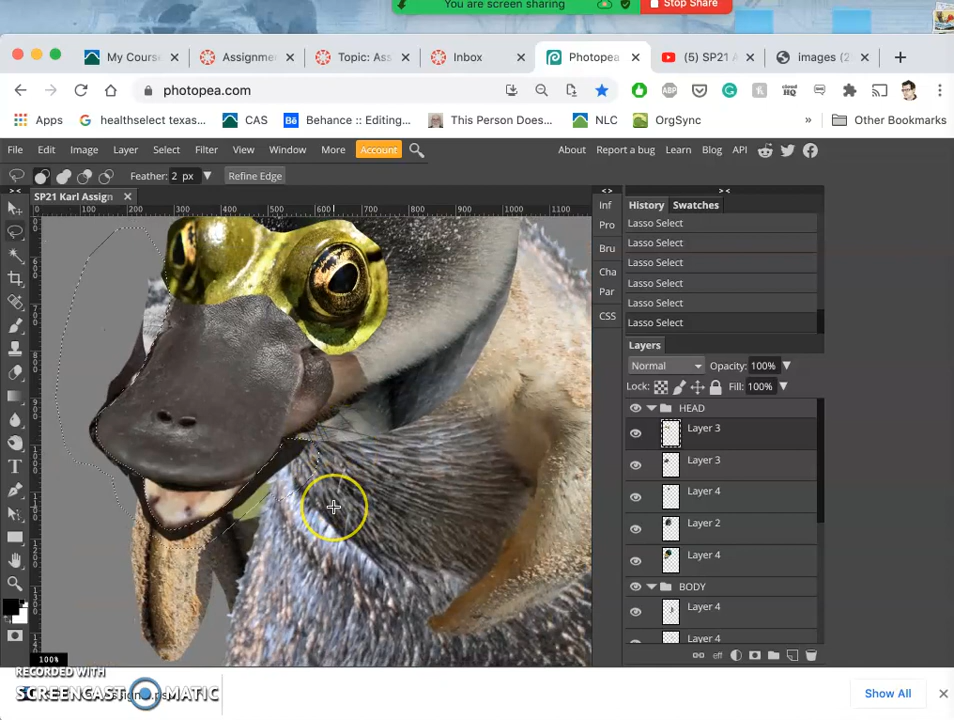 You are screen sharing
Stop Share
My Course
Assignme
Topic: Ass
Inbox
Photopea
(5) SP21 A
images (2
photopea.com
Apps
healthselect texas...
CAS
Behance :: Editing...
This Person Does...
NLC
OrgSync
»
Other Bookmarks
File Edit Image Layer Select Filter View Window More Account
About Report a bug Learn Blog API
Feather: 2 px
Refine Edge
SP21 Karl Assign
0 100 200 300 400 500 600 700 800 900 1000 1100
Inf
Pro
Bru
Cha
Par
CSS
History Swatches
Lasso Select
Lasso Select
Lasso Select
Lasso Select
Lasso Select
Lasso Select
Layers
Normal Opacity: 100%
Lock: Fill: 100%
HEAD
Layer 3
Layer 3
Layer 4
Layer 2
Layer 4
BODY
Layer 4
Layer 4
eff
100%
RECORDED WITH
SCREENCAST MATIC
Show All